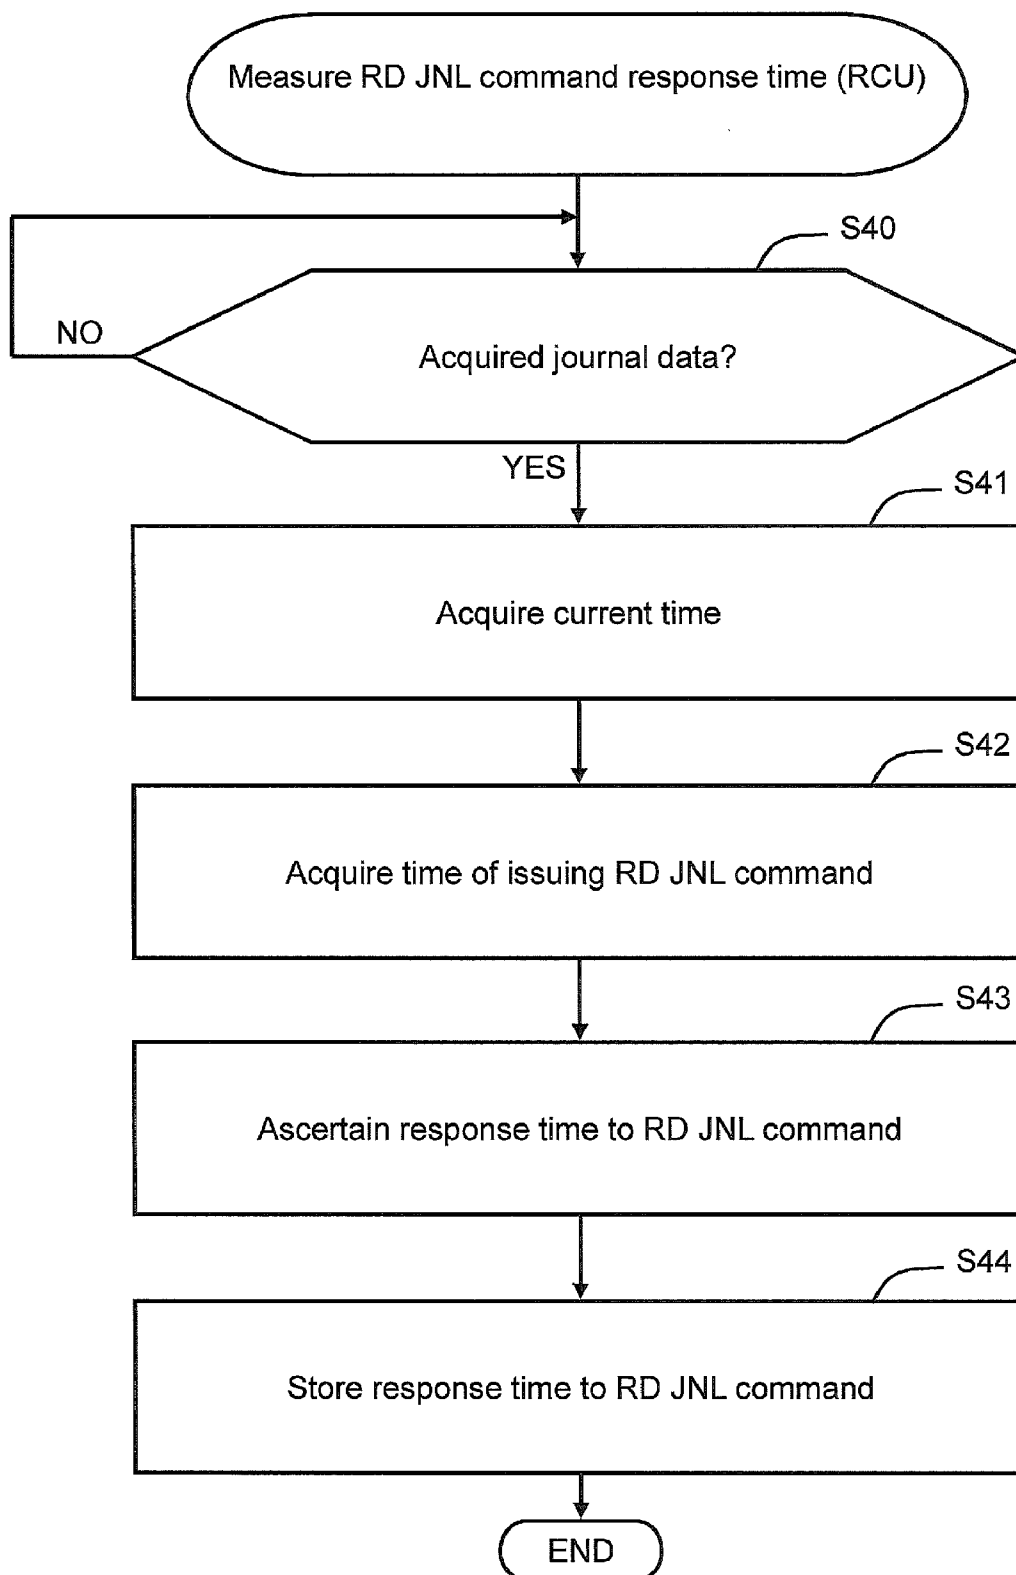 Measure RD JNL command response time (RCU)
S40
NO
Acquired journal data?
YES
S41
Acquire current time
S42
Acquire time of issuing RD JNL command
S43
Ascertain response time to RD JNL command
S44
Store response time to RD JNL command
END